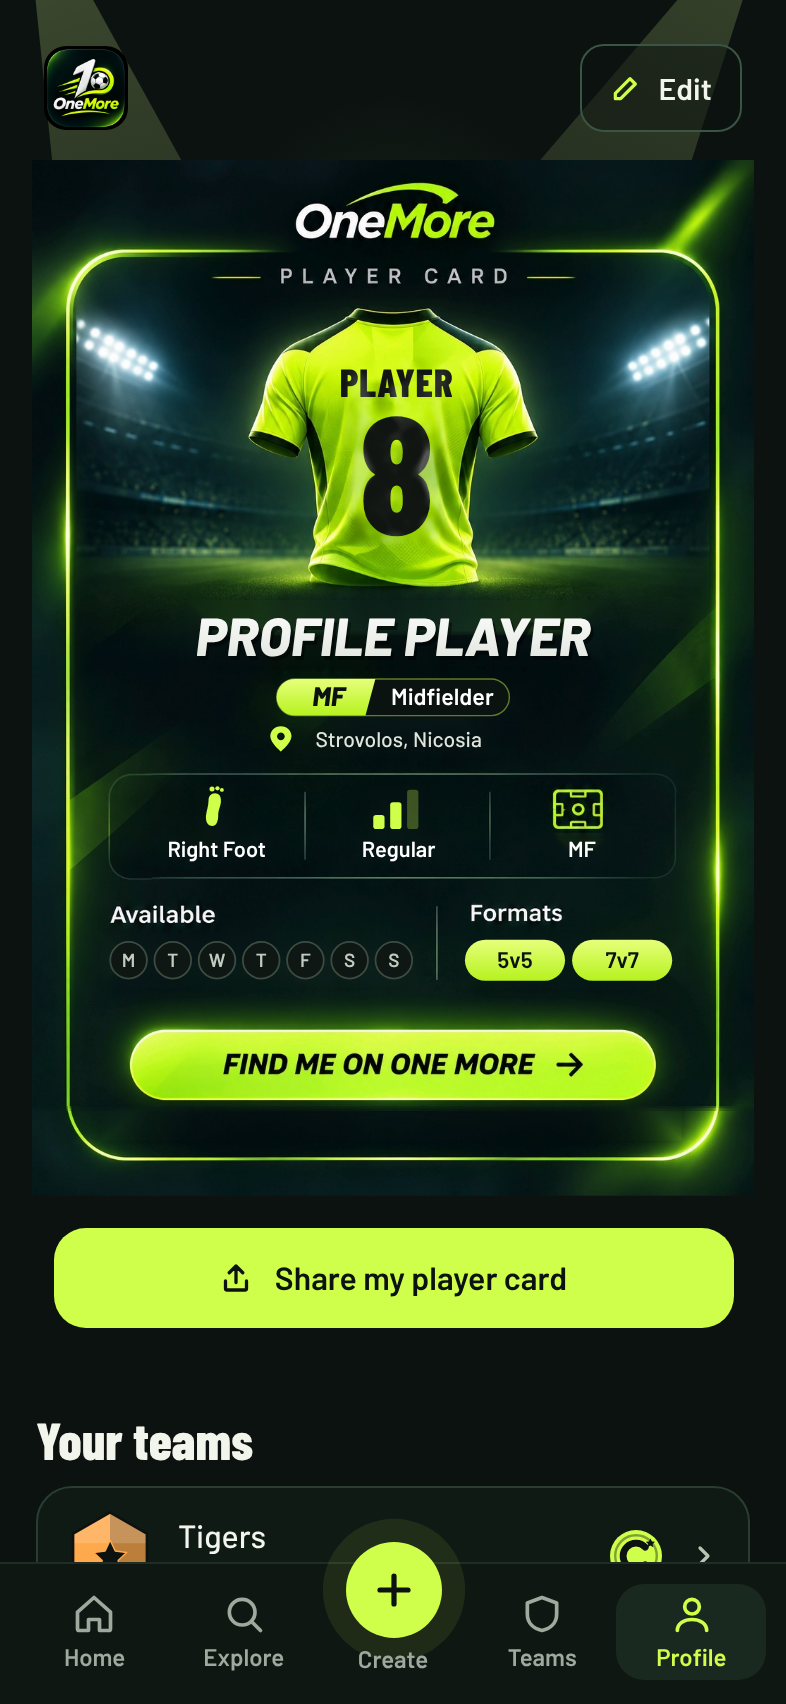 OneMore
Edit
OneMore
PLAYER CARD
PLAYER
8
PROFILE PLAYER
MF Midfielder
Strovolos, Nicosia
Right Foot Regular MF
Available Formats
M T W T F S S 5v5 7v7
FIND ME ON ONE MORE
Share my player card
Your teams
Tigers
Home Explore Create Teams Profile